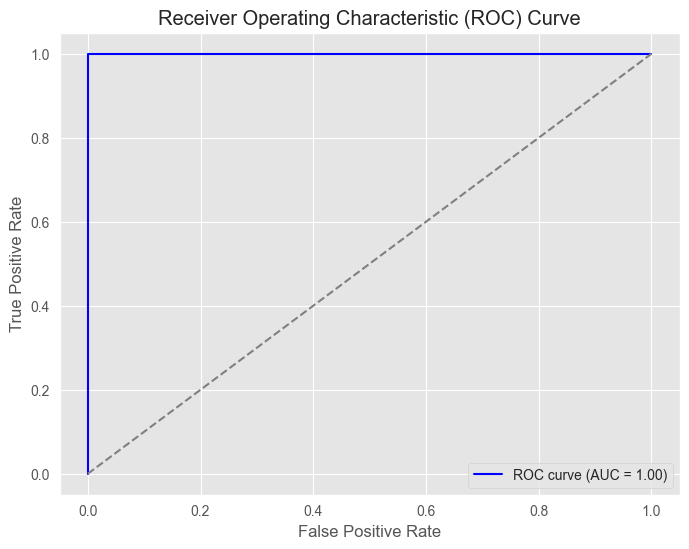 Receiver Operating Characteristic (ROC) Curve
1.0
0.8
0.6
0.4
0.2
0.0
True Positive Rate
ROC curve (AUC = 1.00)
0.0 0.2 0.4 0.6 0.8 1.0
False Positive Rate